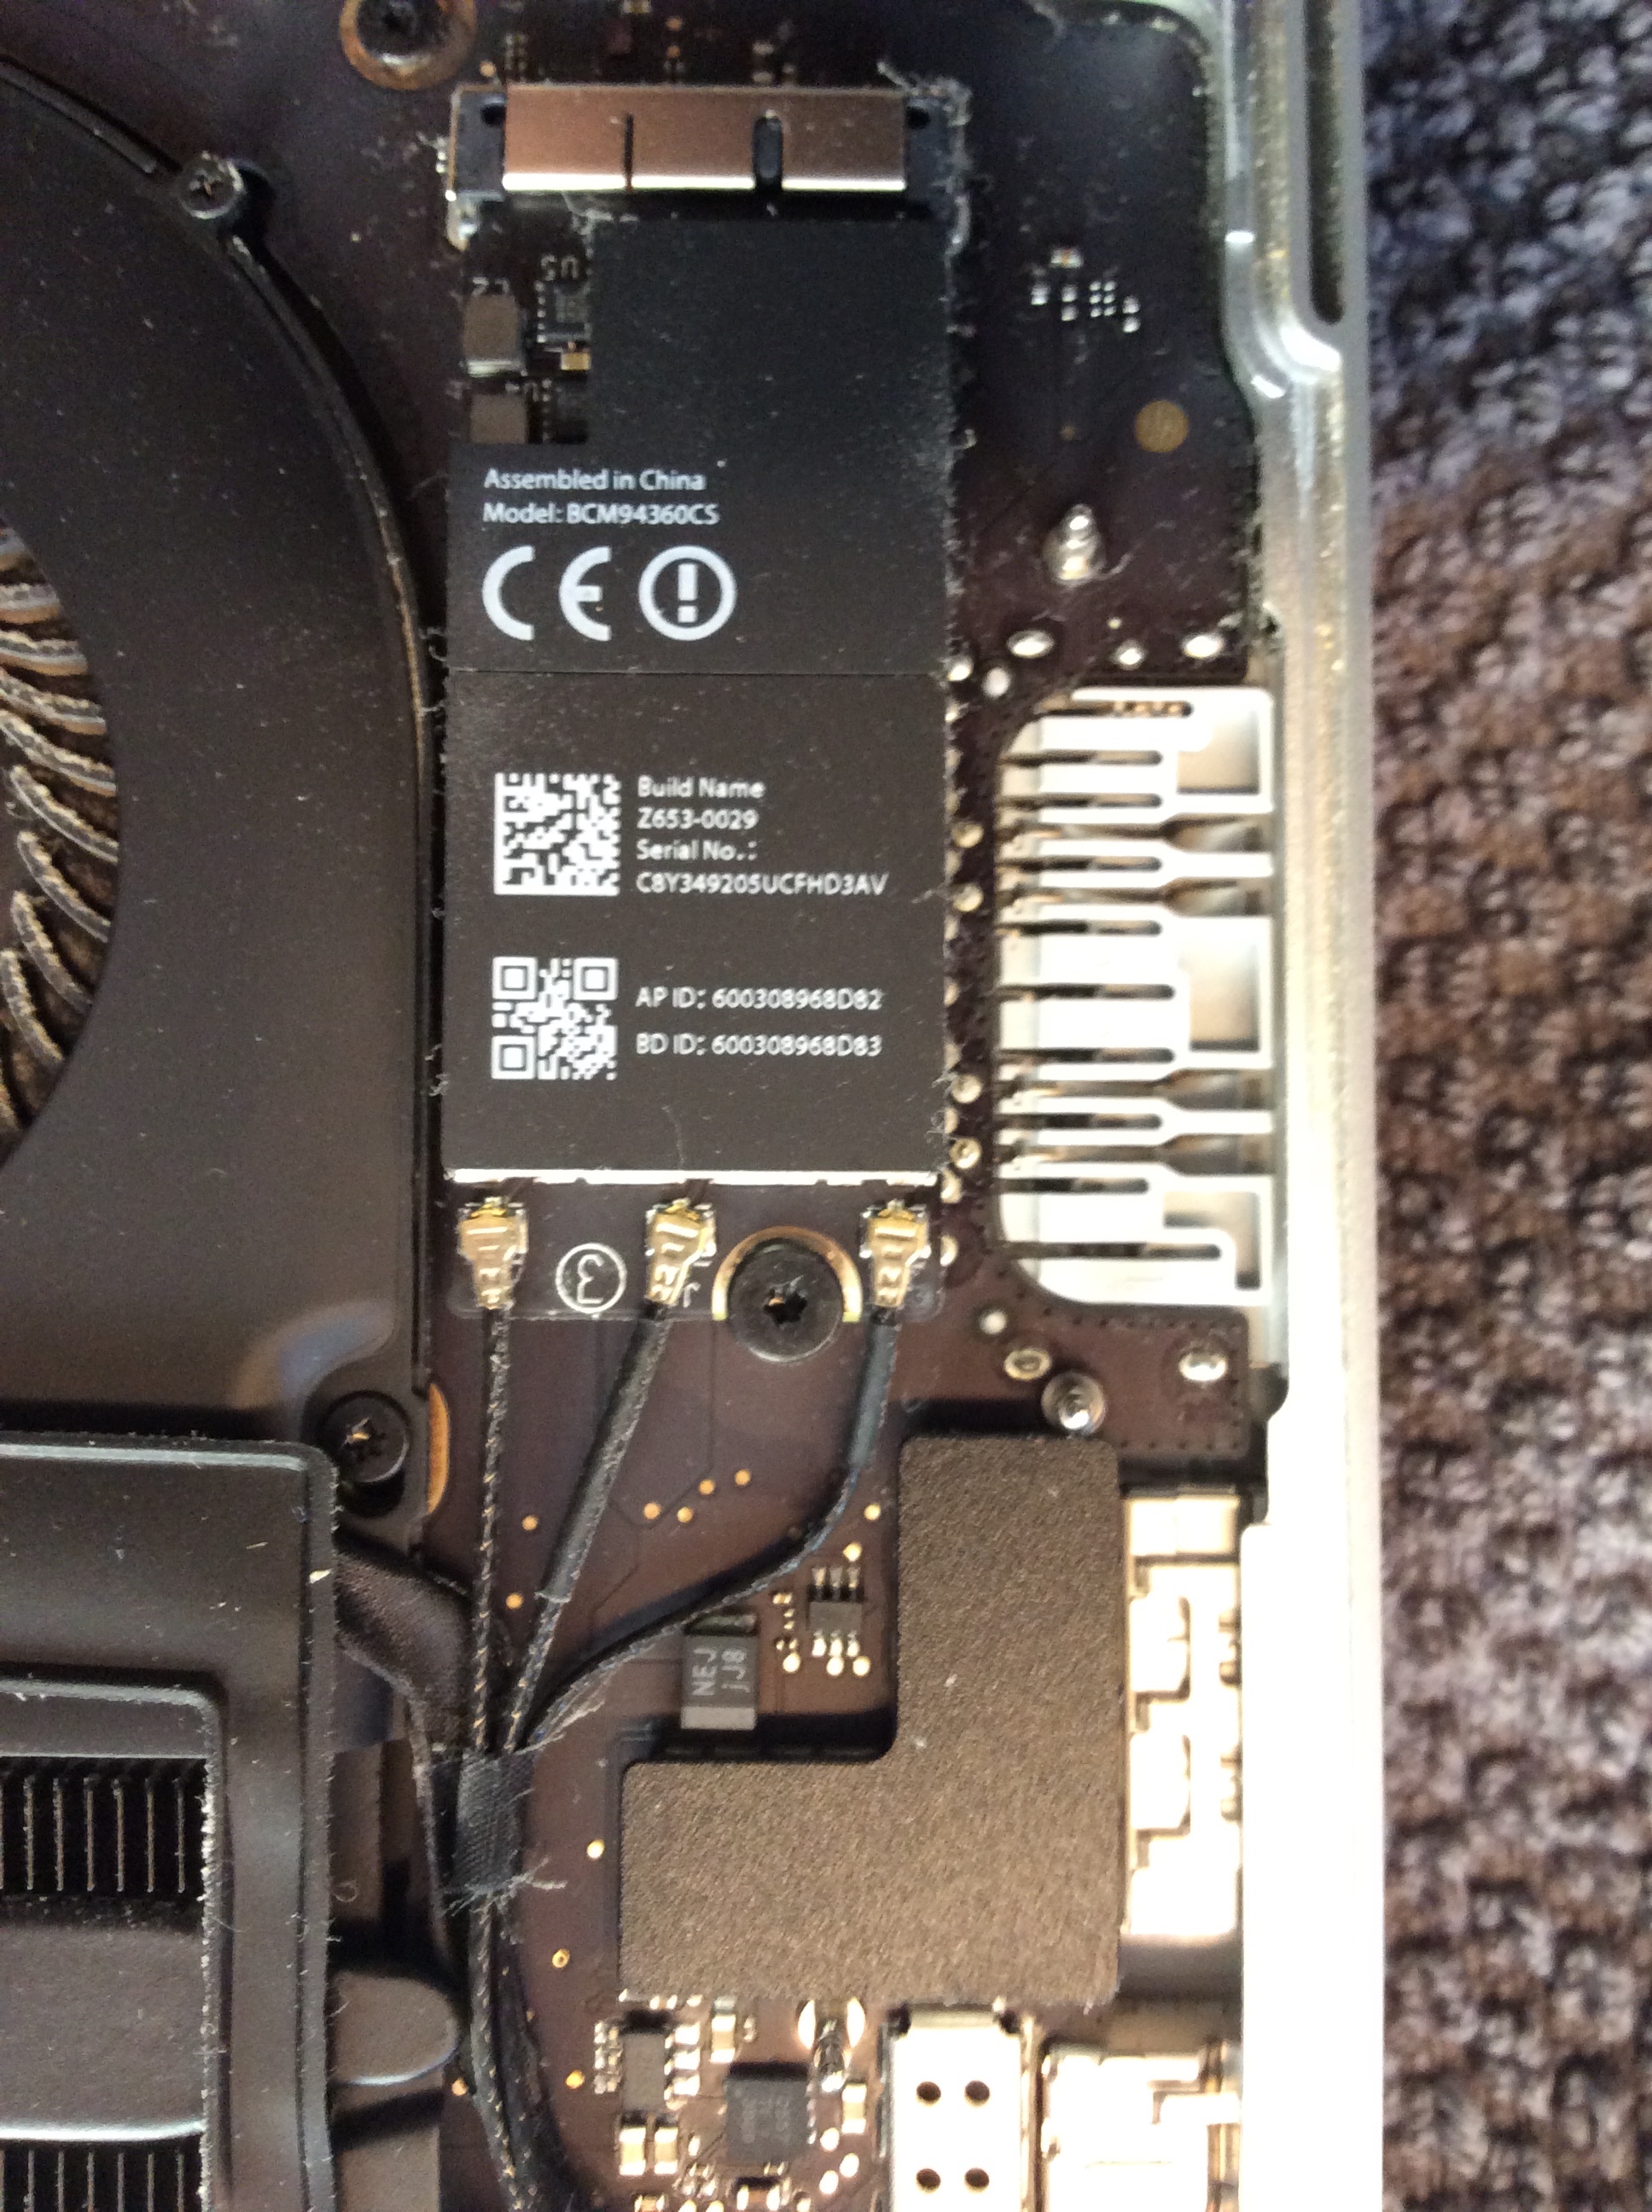 U5
Assembled in China
Model: BCM94360CS
CE
Build Name
Z653-0029
Serial No.:
C8Y349205UCFHD3AV
AP ID: 600308968D82
BD ID: 600308968D83
3
J
NEJ